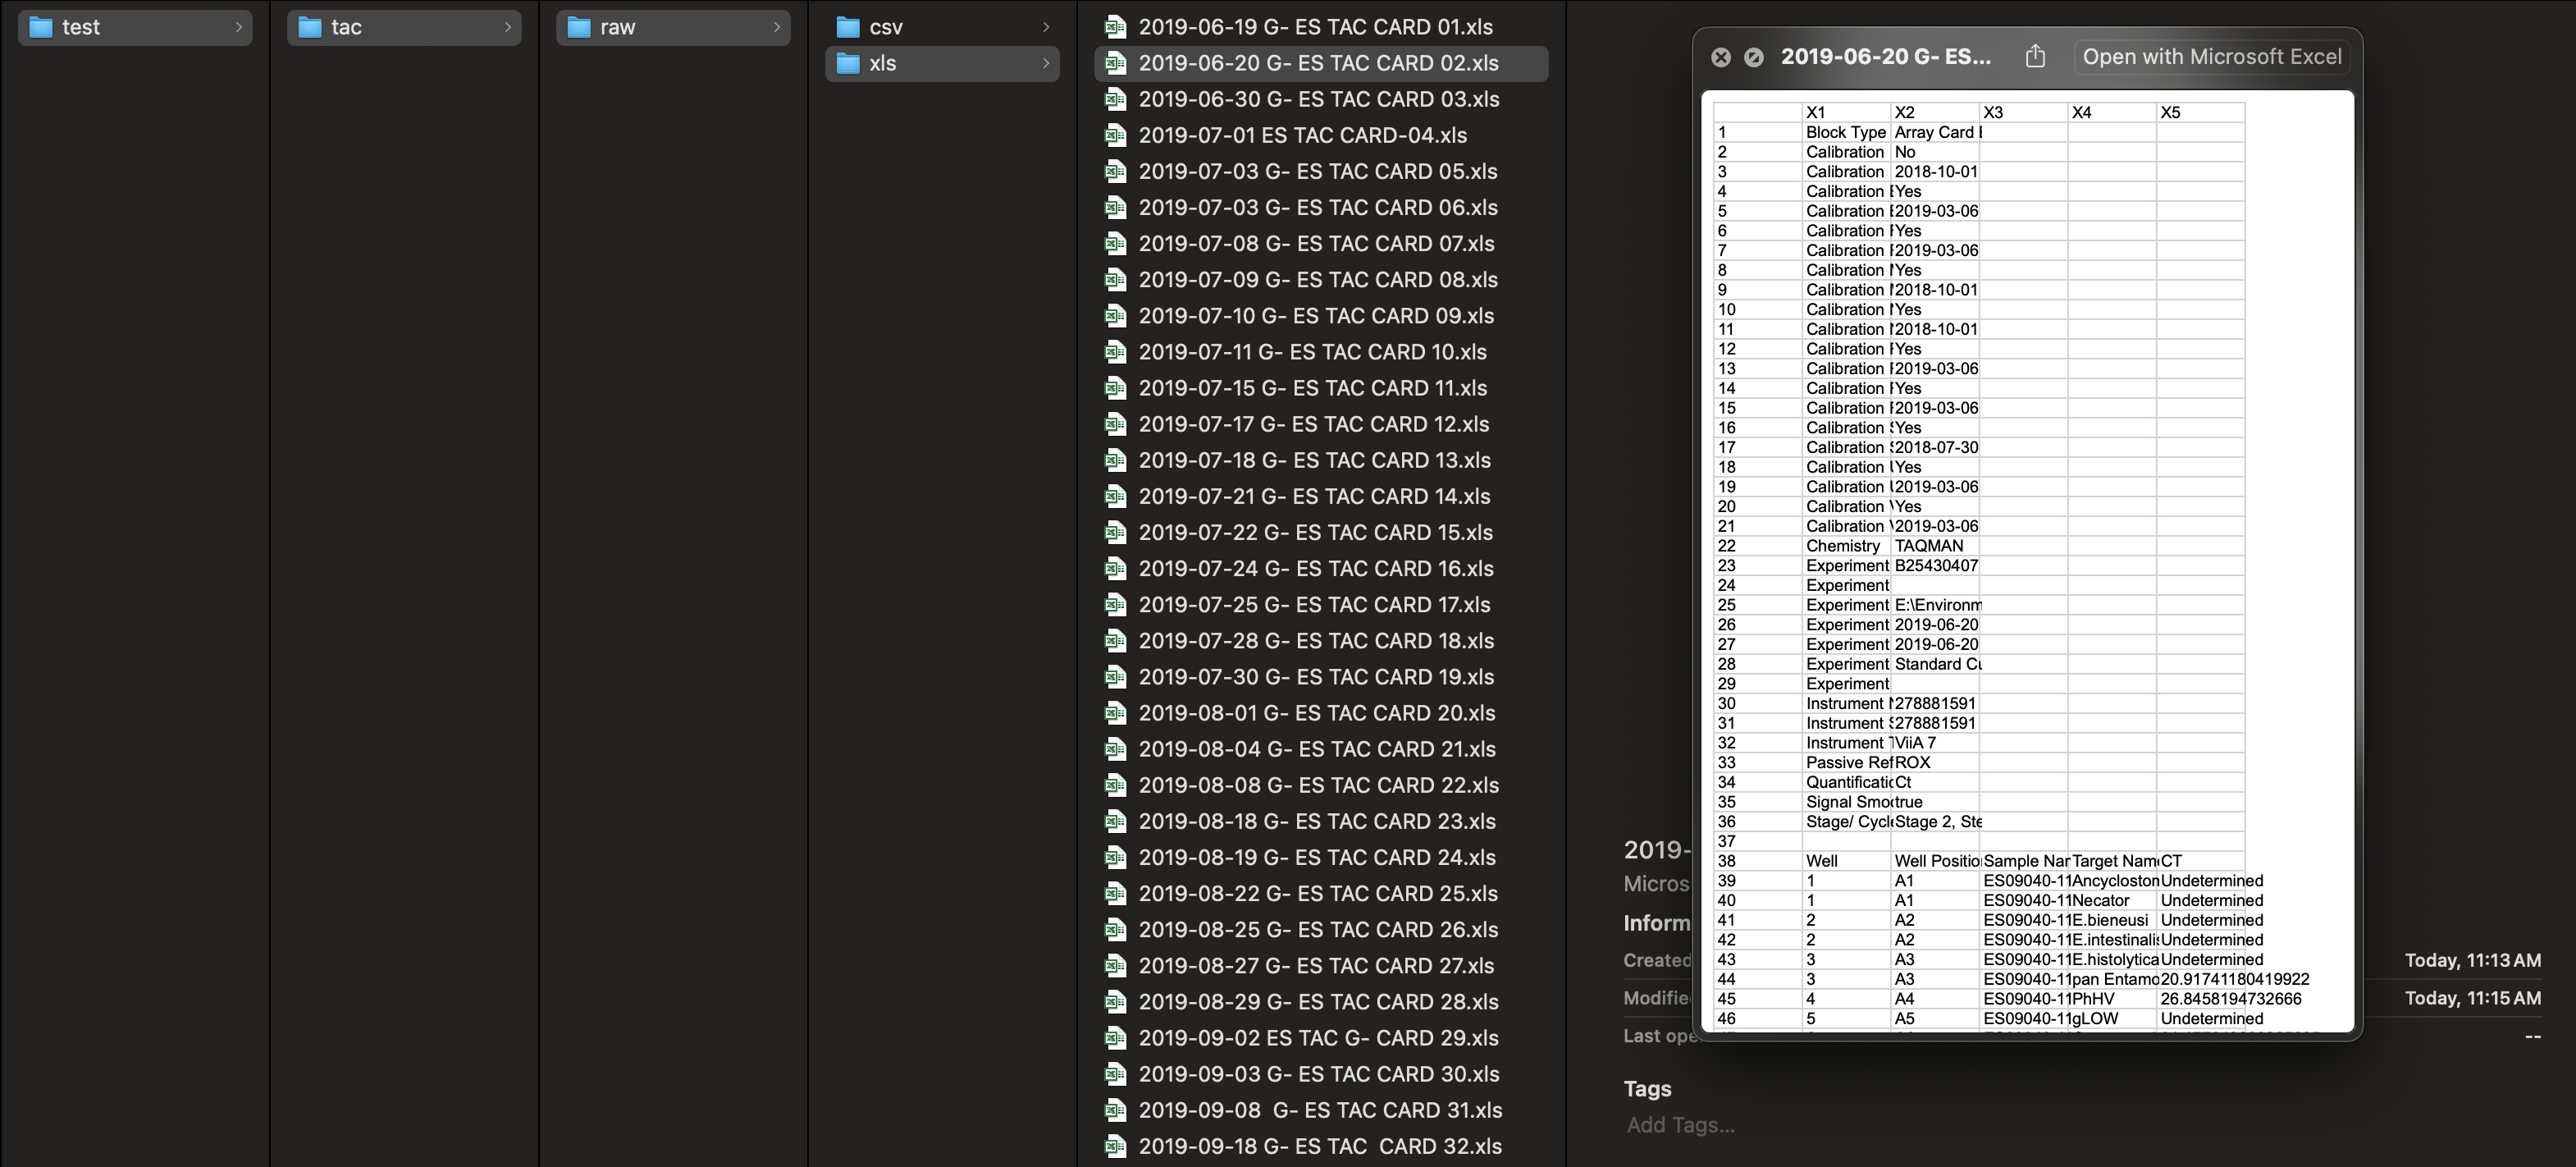 test
tac
raw
csv
xls
2019-06-19 G- ES TAC CARD 01.xls
2019-06-20 G- ES TAC CARD 02.xls
2019-06-30 G- ES TAC CARD 03.xls
2019-07-01 ES TAC CARD-04.xls
2019-07-03 G- ES TAC CARD 05.xls
2019-07-03 G- ES TAC CARD 06.xls
2019-07-08 G- ES TAC CARD 07.xls
2019-07-09 G- ES TAC CARD 08.xls
2019-07-10 G- ES TAC CARD 09.xls
2019-07-11 G- ES TAC CARD 10.xls
2019-07-15 G- ES TAC CARD 11.xls
2019-07-17 G- ES TAC CARD 12.xls
2019-07-18 G- ES TAC CARD 13.xls
2019-07-21 G- ES TAC CARD 14.xls
2019-07-22 G- ES TAC CARD 15.xls
2019-07-24 G- ES TAC CARD 16.xls
2019-07-25 G- ES TAC CARD 17.xls
2019-07-28 G- ES TAC CARD 18.xls
2019-07-30 G- ES TAC CARD 19.xls
2019-08-01 G- ES TAC CARD 20.xls
2019-08-04 G- ES TAC CARD 21.xls
2019-08-08 G- ES TAC CARD 22.xls
2019-08-18 G- ES TAC CARD 23.xls
2019-08-19 G- ES TAC CARD 24.xls
2019-08-22 G- ES TAC CARD 25.xls
2019-08-25 G- ES TAC CARD 26.xls
2019-08-27 G- ES TAC CARD 27.xls
2019-08-29 G- ES TAC CARD 28.xls
2019-09-02 ES TAC G- CARD 29.xls
2019-09-03 G- ES TAC CARD 30.xls
2019-09-08  G- ES TAC CARD 31.xls
2019-09-18 G- ES TAC  CARD 32.xls
2019-06-20 G- ES... Open with Microsoft Excel
X1 X2 X3 X4 X5
1 Block Type Array Card
2 Calibration No
3 Calibration 2018-10-01
4 Calibration Yes
5 Calibration 2019-03-06
6 Calibration Yes
7 Calibration 2019-03-06
8 Calibration Yes
9 Calibration 2018-10-01
10 Calibration Yes
11 Calibration 2018-10-01
12 Calibration Yes
13 Calibration 2019-03-06
14 Calibration Yes
15 Calibration 2019-03-06
16 Calibration Yes
17 Calibration 2018-07-30
18 Calibration Yes
19 Calibration 2019-03-06
20 Calibration Yes
21 Calibration 2019-03-06
22 Chemistry TAQMAN
23 Experiment B25430407
24 Experiment
25 Experiment E:\Environm
26 Experiment 2019-06-20
27 Experiment 2019-06-20
28 Experiment Standard Cu
29 Experiment
30 Instrument 278881591
31 Instrument 278881591
32 Instrument ViiA 7
33 Passive Ref ROX
34 Quantificatic Ct
35 Signal Smo true
36 Stage/ Cycl Stage 2, Ste
37
38 Well Well Positio Sample Nar Target Nam CT
39 1 A1 ES09040-11 Ancycloston Undetermined
40 1 A1 ES09040-11 Necator Undetermined
41 2 A2 ES09040-11 E.bieneusi Undetermined
42 2 A2 ES09040-11 E.intestinalis Undetermined
43 3 A3 ES09040-11 E.histolytica Undetermined
44 3 A3 ES09040-11 pan Entamo 20.91741180419922
45 4 A4 ES09040-11 PhHV 26.8458194732666
46 5 A5 ES09040-11 gLOW Undetermined
2019-
Micros
Inform
Created Today, 11:13 AM
Modifie Today, 11:15 AM
Last ope --
Tags
Add Tags...